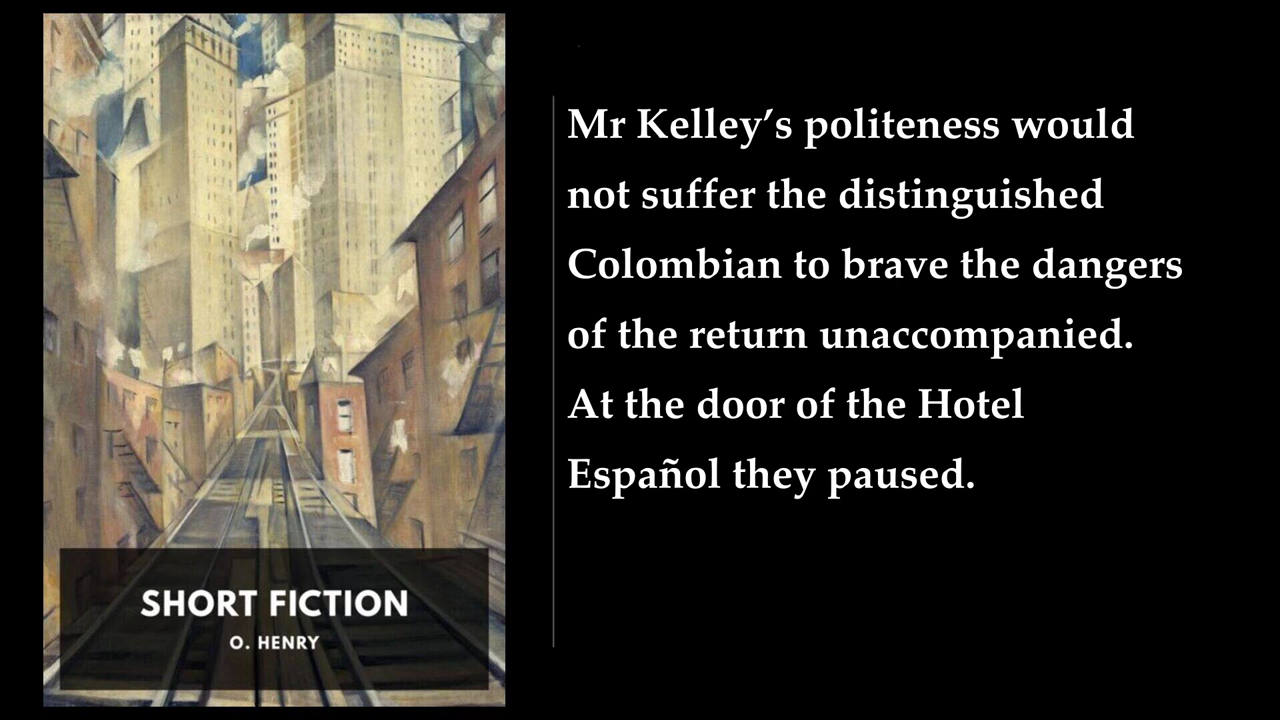 Mr Kelley’s politeness would
not suffer the distinguished
Colombian to brave the dangers
of the return unaccompanied.
At the door of the Hotel
Español they paused.
SHORT FICTION
O. HENRY